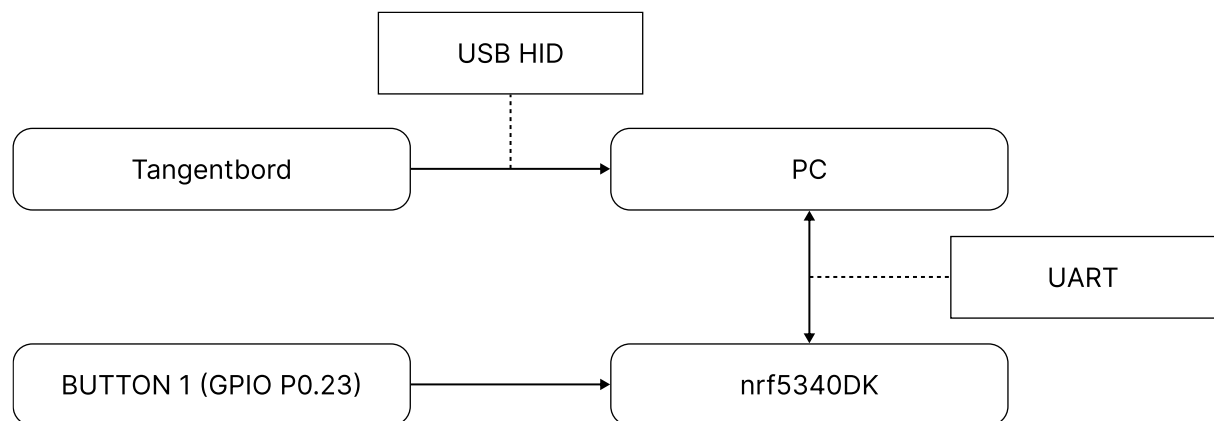 USB HID
Tangentbord
PC
UART
BUTTON 1 (GPIO P0.23)
nrf5340DK